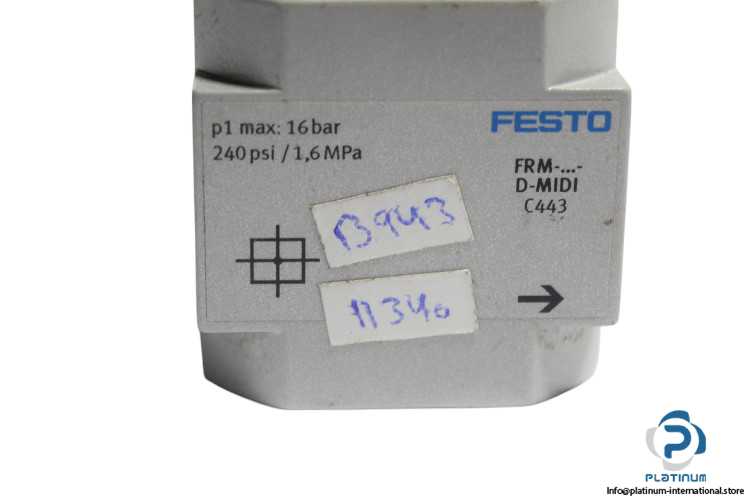 p1 max: 16 bar
240 psi / 1,6 MPa
FESTO
FRM-...-
D-MIDI
C443
B943
11340
PLATINUM
Info@platinum-international.store